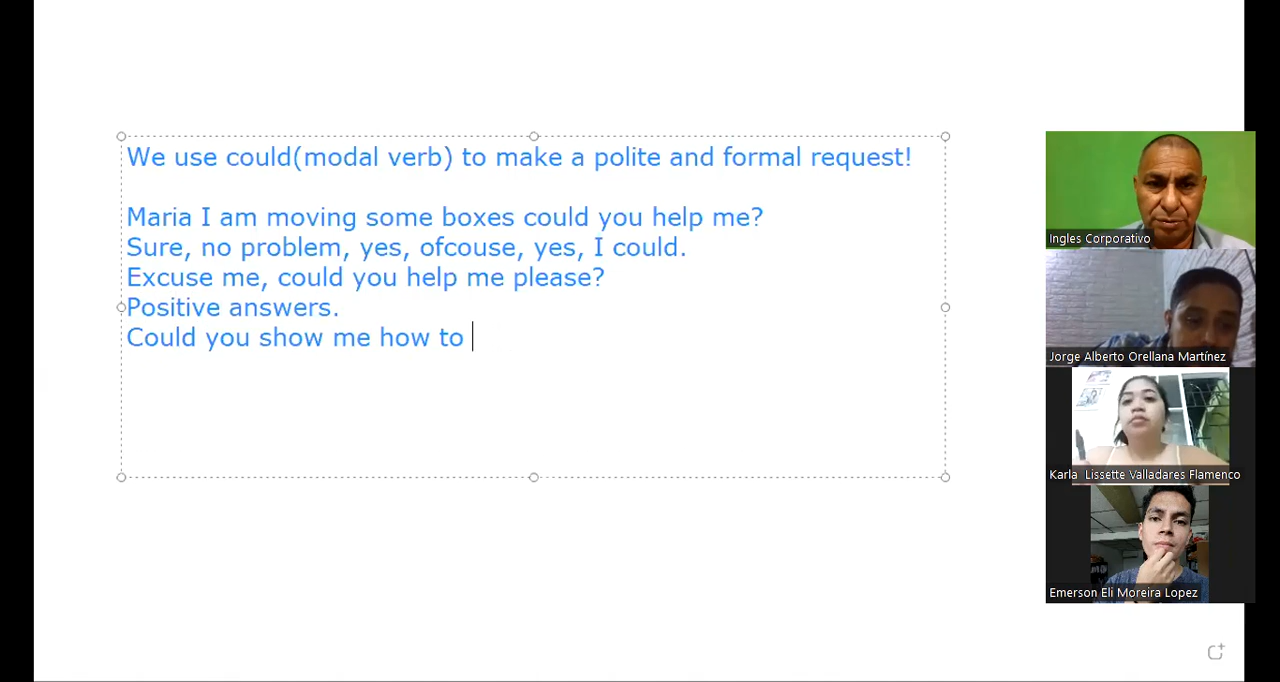 We use could(modal verb) to make a polite and formal request!
Maria I am moving some boxes could you help me?
Sure, no problem, yes, ofcouse, yes, I could.
Excuse me, could you help me please?
Positive answers.
Could you show me how to
Ingles Corporativo
Jorge Alberto Orellana Martínez
Karla Lissette Valladares Flamenco
Emerson Eli Moreira Lopez